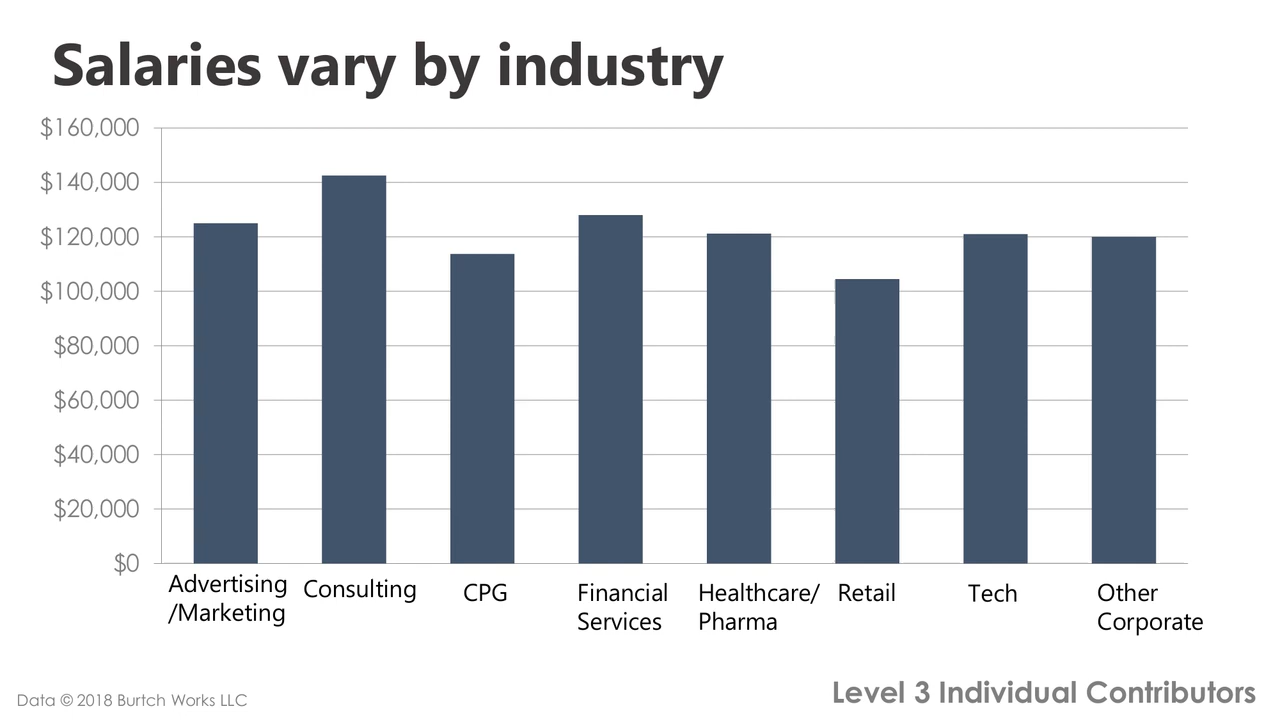 Salaries vary by industry
$160,000
$140,000
$120,000
$100,000
$80,000
$60,000
$40,000
$20,000
$0
Advertising
/Marketing
Consulting
CPG
Financial
Services
Healthcare/
Pharma
Retail
Tech
Other
Corporate
Data © 2018 Burtch Works LLC
Level 3 Individual Contributors